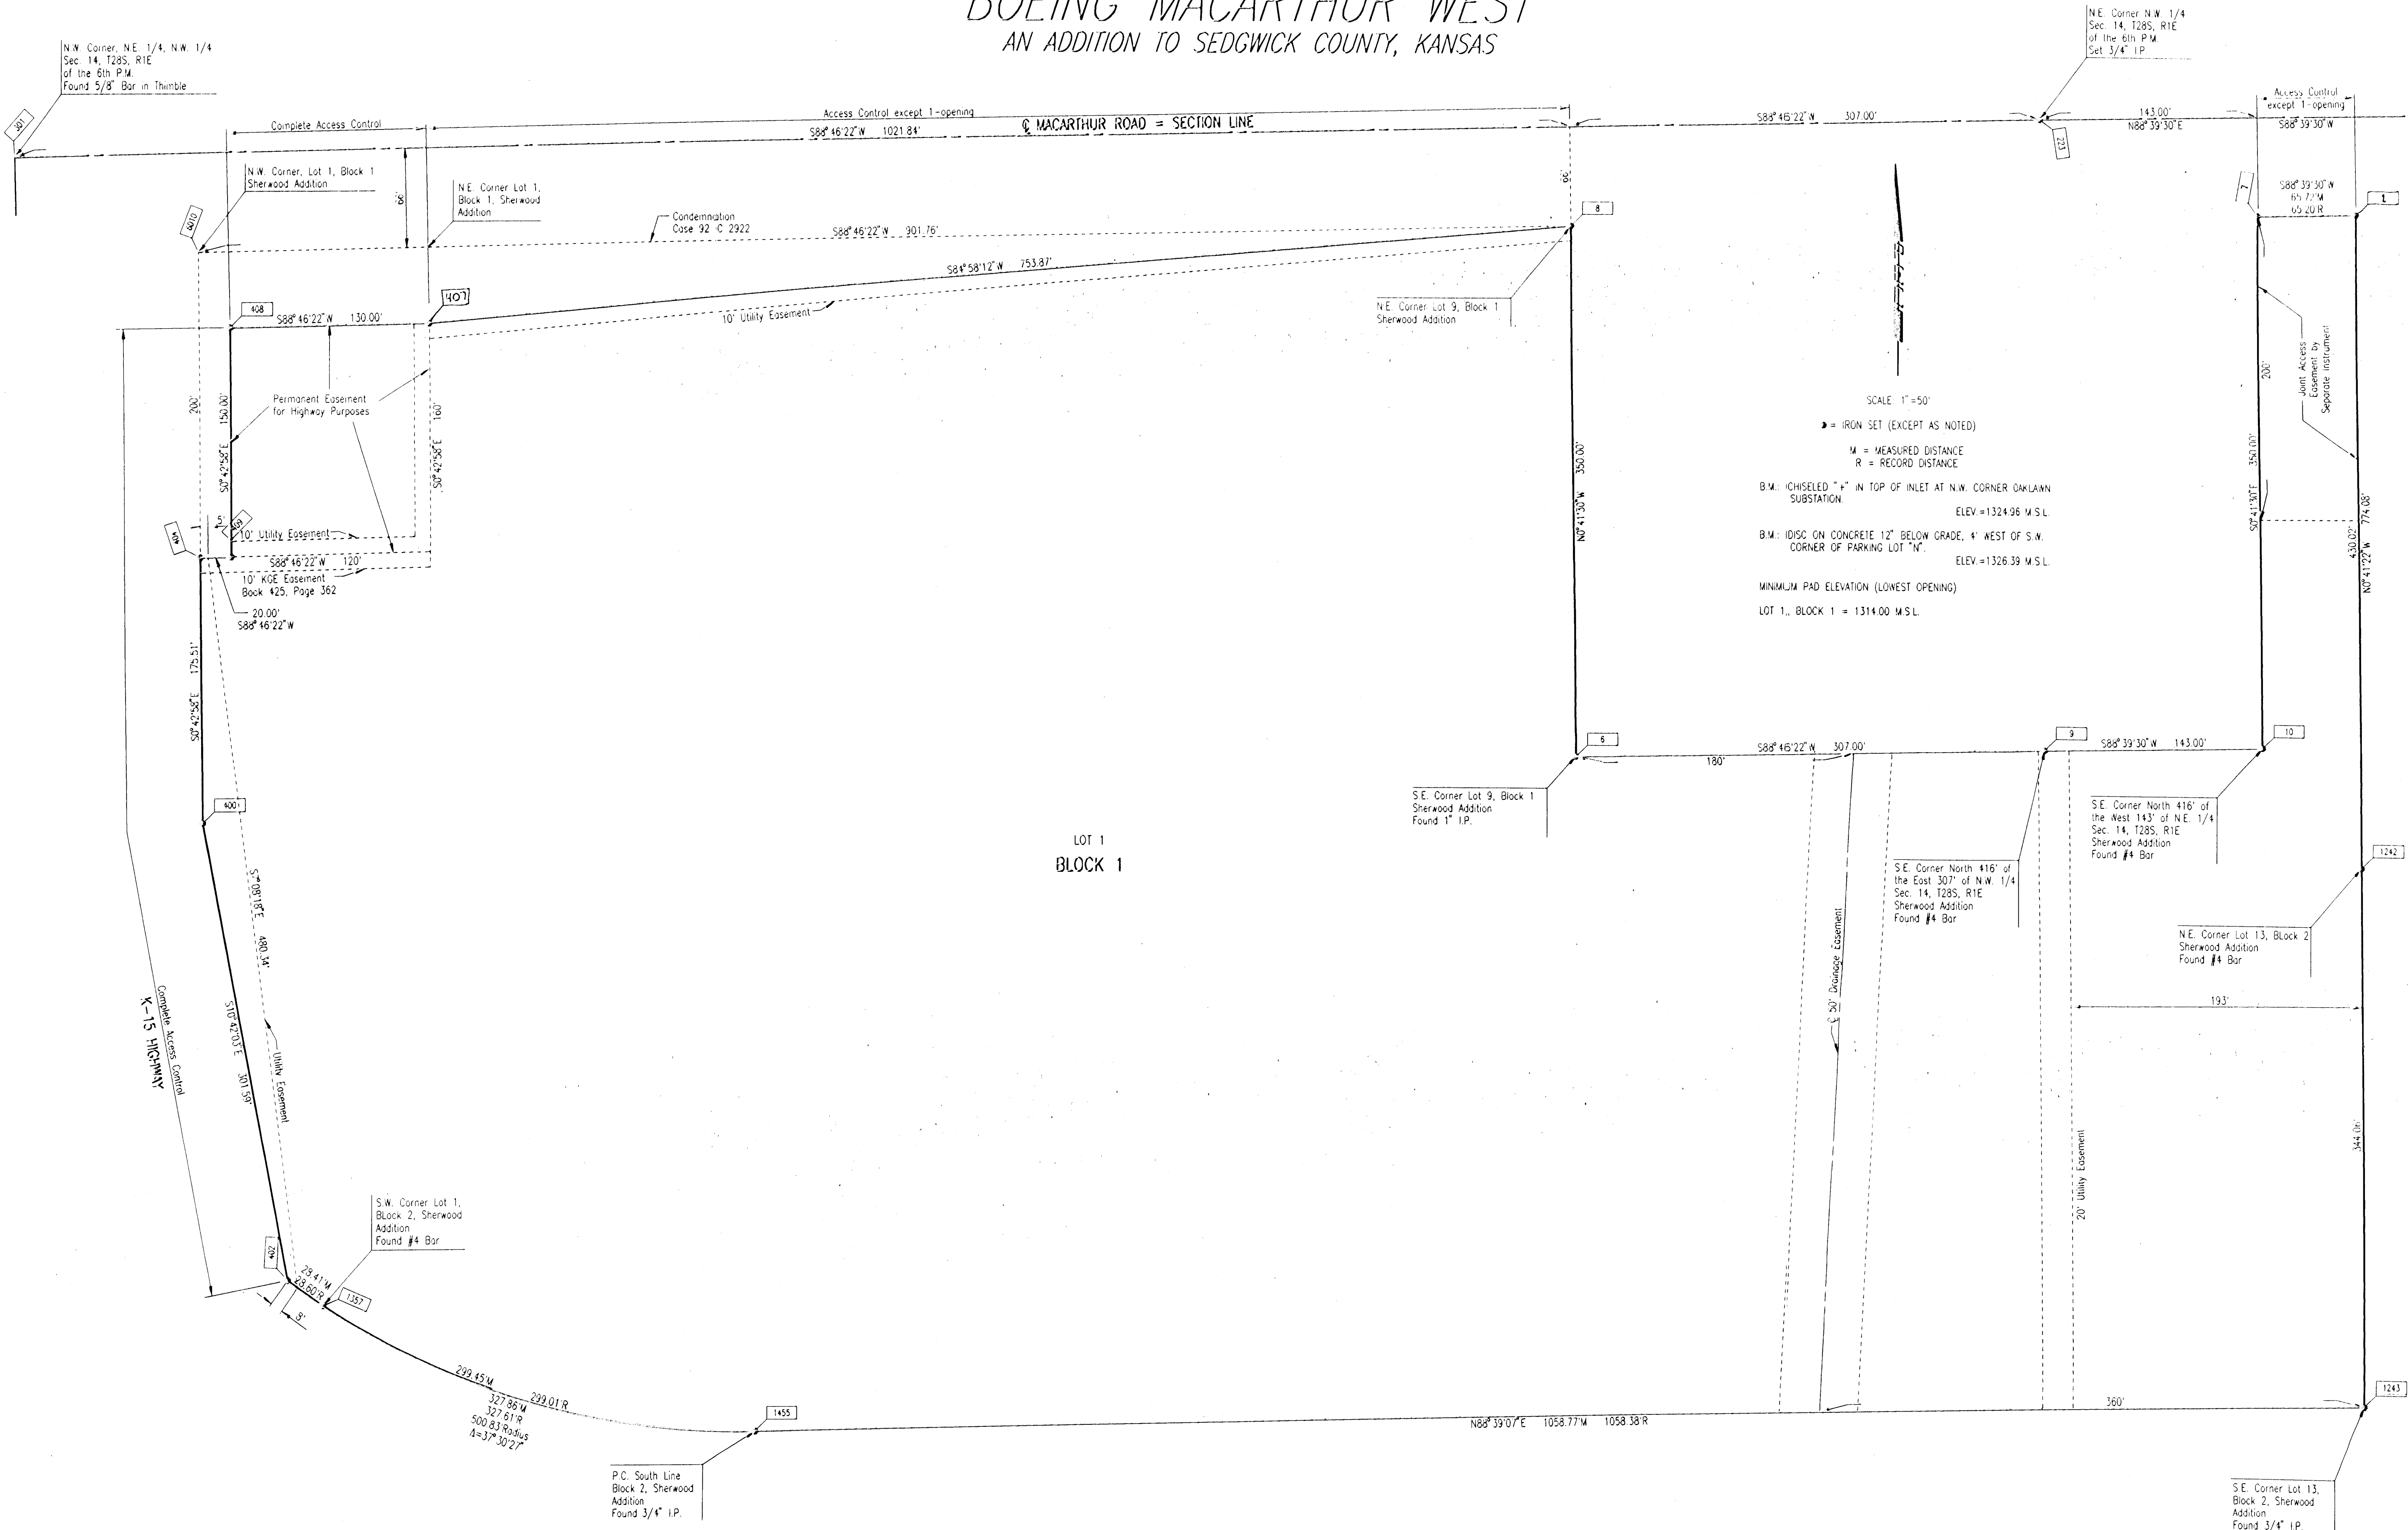 BOEING MACARTHUR WEST
AN ADDITION TO SEDGWICK COUNTY, KANSAS
N.W. Corner, N.E. 1/4, N.W. 1/4
Sec. 14, T28S, R1E
of the 6th P.M.
Found 5/8" Bar in Thimble
301
N.E. Corner N.W. 1/4
Sec. 14, T28S, R1E
of the 6th P.M.
Set 3/4" I.P.
Complete Access Control
Access Control except 1-opening
S88°46'22"W 1021.84'
℄ MACARTHUR ROAD = SECTION LINE
S88°46'22"W 307.00'
143.00'
N88°39'30"E
223
Access Control
except 1-opening
S88°39'30"W
N.W. Corner, Lot 1, Block 1
Sherwood Addition
6010
66'
N.E. Corner Lot 1,
Block 1, Sherwood
Addition
Condemnation
Case 92 C 2922
S88°46'22"W 901.76'
66'
8
7
S88°39'30"W
65.72'M
65.20'R
1
S84°58'12"W 753.87'
10' Utility Easement
N.E. Corner Lot 9, Block 1
Sherwood Addition
408
S88°46'22"W 130.00'
407
200'
150.00'
S0°42'58"E
Permanent Easement
for Highway Purposes
160'
S0°42'58"E
5'
409
404
10' Utility Easement
S88°46'22"W 120'
10' KGE Easement
Book 425, Page 362
20.00'
S88°46'22"W
SCALE: 1"=50'
= IRON SET (EXCEPT AS NOTED)
M = MEASURED DISTANCE
R = RECORD DISTANCE
B.M.: CHISELED "+" IN TOP OF INLET AT N.W. CORNER OAKLAWN
SUBSTATION.
ELEV.=1324.96 M.S.L.
B.M.: DISC ON CONCRETE 12" BELOW GRADE, 4' WEST OF S.W.
CORNER OF PARKING LOT "N".
ELEV.=1326.39 M.S.L.
MINIMUM PAD ELEVATION (LOWEST OPENING)
LOT 1,, BLOCK 1 = 1314.00 M.S.L.
N0°41'30"W 350.00'
200'
Joint Access
Easement by
Separate Instrument
S0°41'30"E 350.00'
430.02'
N0°41'22"W 774.08'
S0°42'58"E 175.51'
400
6
S88°46'22"W 307.00'
180'
9
S88°39'30"W 143.00'
10
S.E. Corner Lot 9, Block 1
Sherwood Addition
Found 1" I.P.
S.E. Corner North 416' of
the West 143' of N.E. 1/4
Sec. 14, T28S, R1E
Sherwood Addition
Found #4 Bar
S.E. Corner North 416' of
the East 307' of N.W. 1/4
Sec. 14, T28S, R1E
Sherwood Addition
Found #4 Bar
1242
N.E. Corner Lot 13, BLock 2
Sherwood Addition
Found #4 Bar
LOT 1
BLOCK 1
S7°08'18"E 480.34'
Utility Easement
S10°42'03"E 301.59'
Complete Access Control
K-15 HIGHWAY
℄ 50' Drainage Easement
193'
20' Utility Easement
344.06'
S.W. Corner Lot 1,
BLock 2, Sherwood
Addition
Found #4 Bar
402
28.41'M
28.60'R
1357
8'
299.45'M
299.01'R
327.86'M
327.61'R
500.83'Radius
Δ=37°30'27"
1455
N88°39'07"E 1058.77'M 1058.38'R
360'
1243
P.C. South Line
Block 2, Sherwood
Addition
Found 3/4" I.P.
S.E. Corner Lot 13,
Block 2, Sherwood
Addition
Found 3/4" I.P.